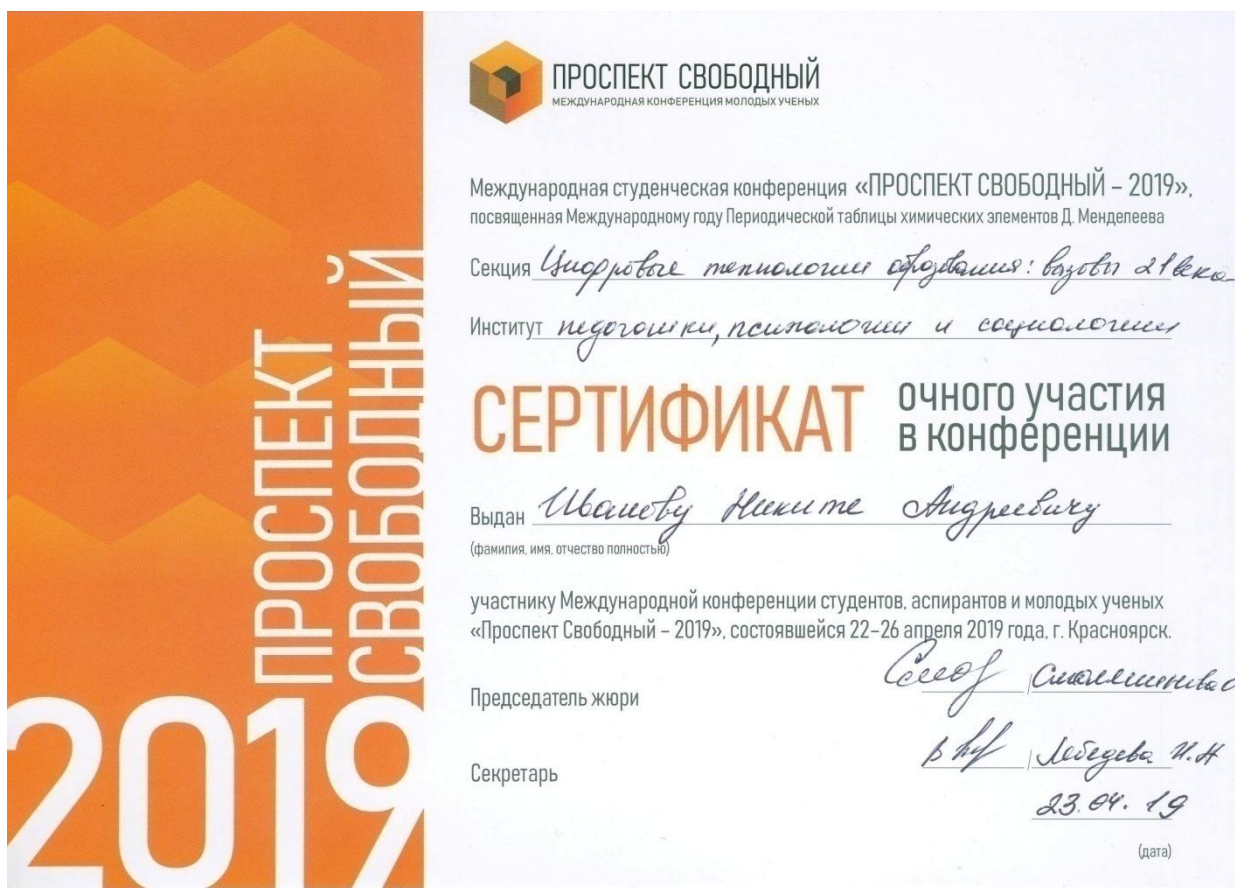 ПРОСПЕКТ
СВОБОДНЫЙ
2019
ПРОСПЕКТ СВОБОДНЫЙ
МЕЖДУНАРОДНАЯ КОНФЕРЕНЦИЯ МОЛОДЫХ УЧЕНЫХ
Международная студенческая конференция «ПРОСПЕКТ СВОБОДНЫЙ – 2019»,
посвященная Международному году Периодической таблицы химических элементов Д. Менделеева
Секция Цифровые технологии образования: вызовы 21 века
Институт педагогики, психологии и социологии
СЕРТИФИКАТ очного участия
в конференции
Выдан Иванову Никите Андреевичу
(фамилия, имя, отчество полностью)
участнику Международной конференции студентов, аспирантов и молодых ученых
«Проспект Свободный – 2019», состоявшейся 22–26 апреля 2019 года, г. Красноярск.
Председатель жюри
Секретарь Лебедева Н.Н
23.04.19
(дата)